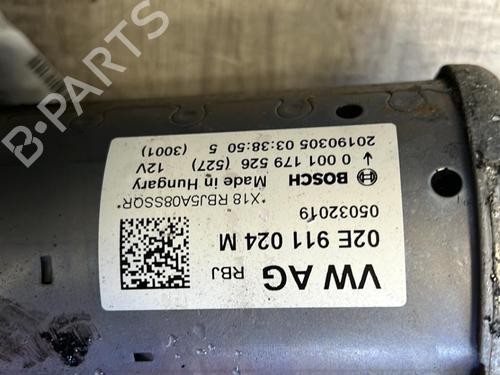 VW AG RBJ
02E 911 024 M
05032019
*X18 RBJ5A08SSQR*
BOSCH Made in Hungary
0 001 179 526 (527) 12V
20190305 03:38:50 5 (3001)
B-PARTS